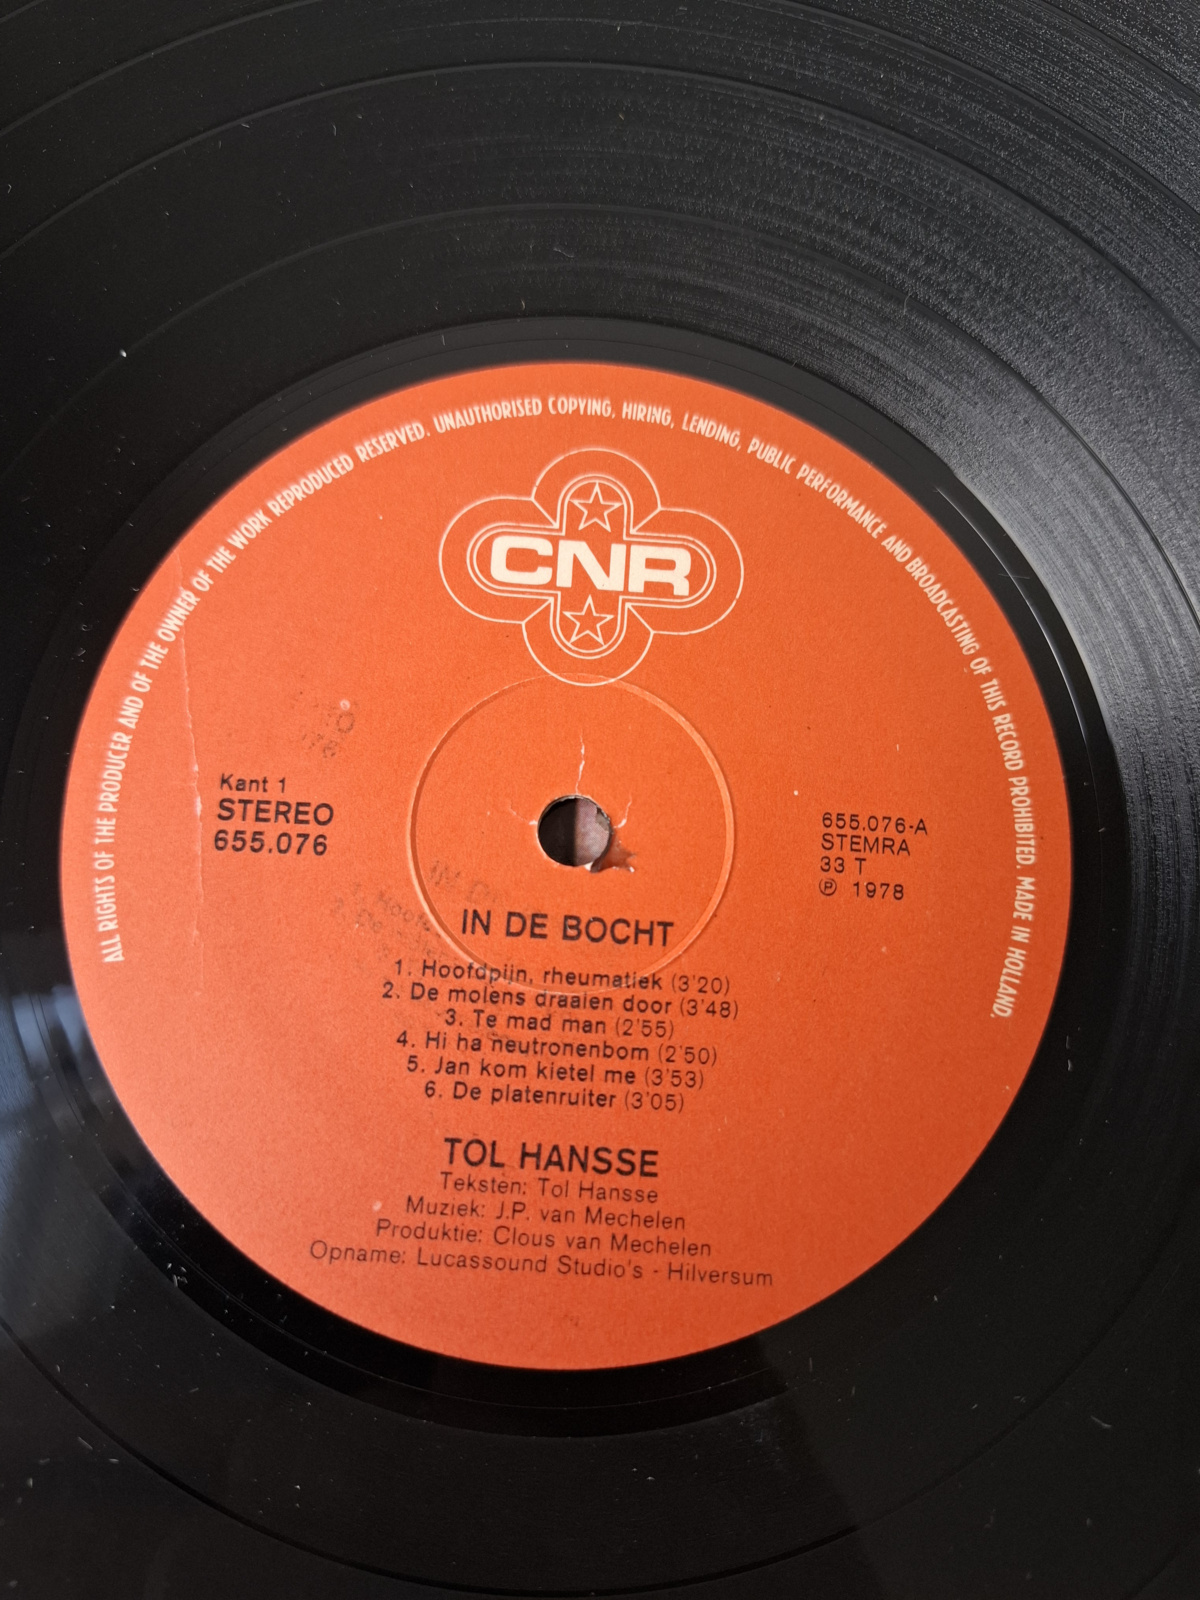 ALL RIGHTS OF THE PRODUCER AND OF THE OWNER OF THE WORK REPRODUCED RESERVED. UNAUTHORISED COPYING, HIRING, LENDING, PUBLIC PERFORMANCE AND BROADCASTING OF THIS RECORD PROHIBITED. MADE IN HOLLAND.
CNR
Kant 1
STEREO
655.076
655.076-A
STEMRA
33 T
Ⓟ 1978
IN DE BOCHT
1. Hoofdpijn, rheumatiek (3'20)
2. De molens draaien door (3'48)
3. Te mad man (2'55)
4. Hi ha neutronenbom (2'50)
5. Jan kom kietel me (3'53)
6. De platenruiter (3'05)
TOL HANSSE
Teksten: Tol Hansse
Muziek: J.P. van Mechelen
Produktie: Clous van Mechelen
Opname: Lucassound Studio's - Hilversum